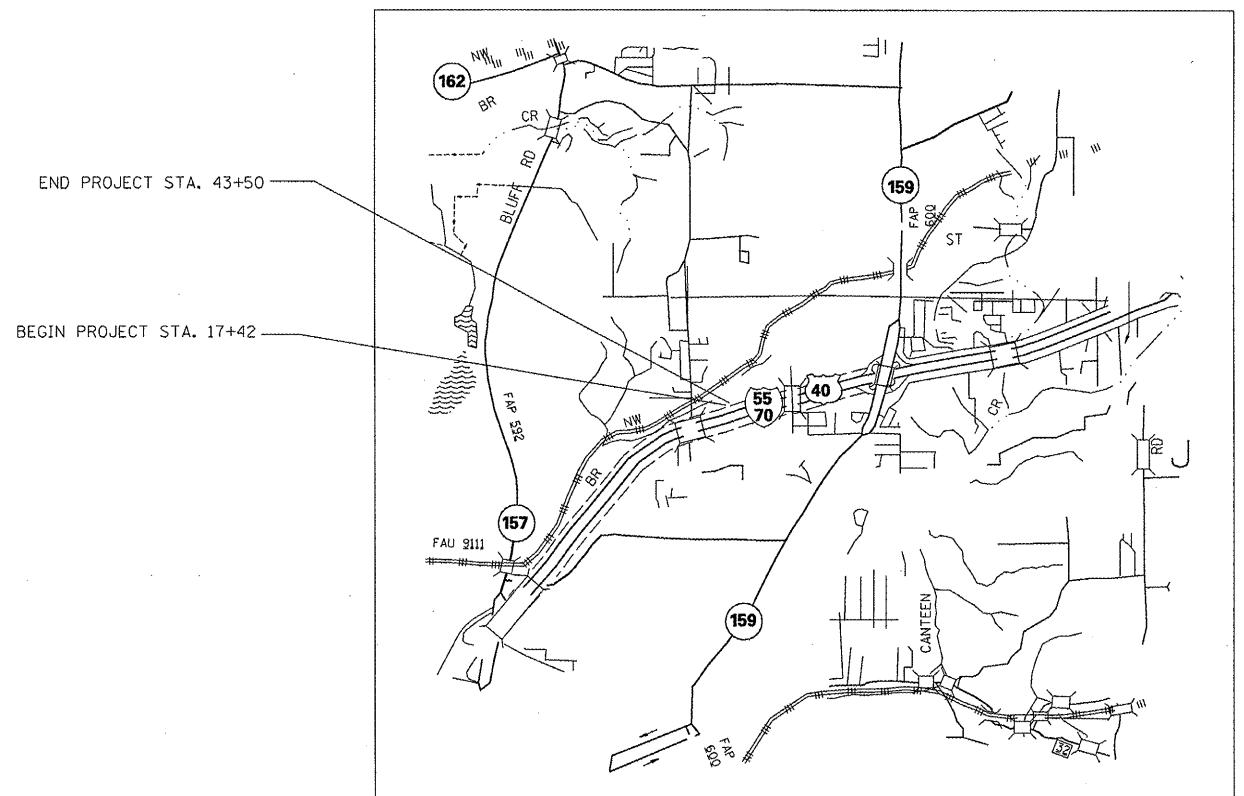 NW
162
BR
CR
END PROJECT STA. 43+50
BLUFF RD
159
FAP 600
ST
BEGIN PROJECT STA. 17+42
55
70
40
FAP 592
NW
CR
BR
RD
J
157
FAU 9111
159
CANTEEN
FAP 600
32